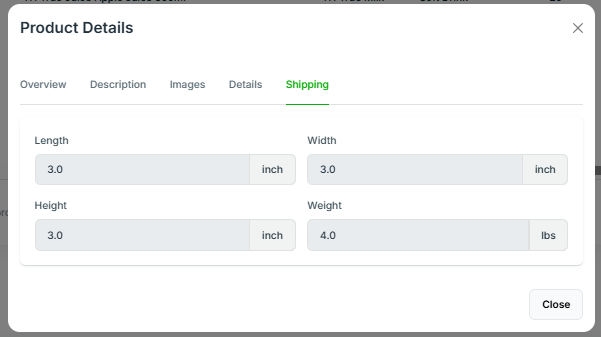 Product Details
Overview Description Images Details Shipping
Length Width
3.0 inch 3.0 inch
Height Weight
3.0 inch 4.0 lbs
Close